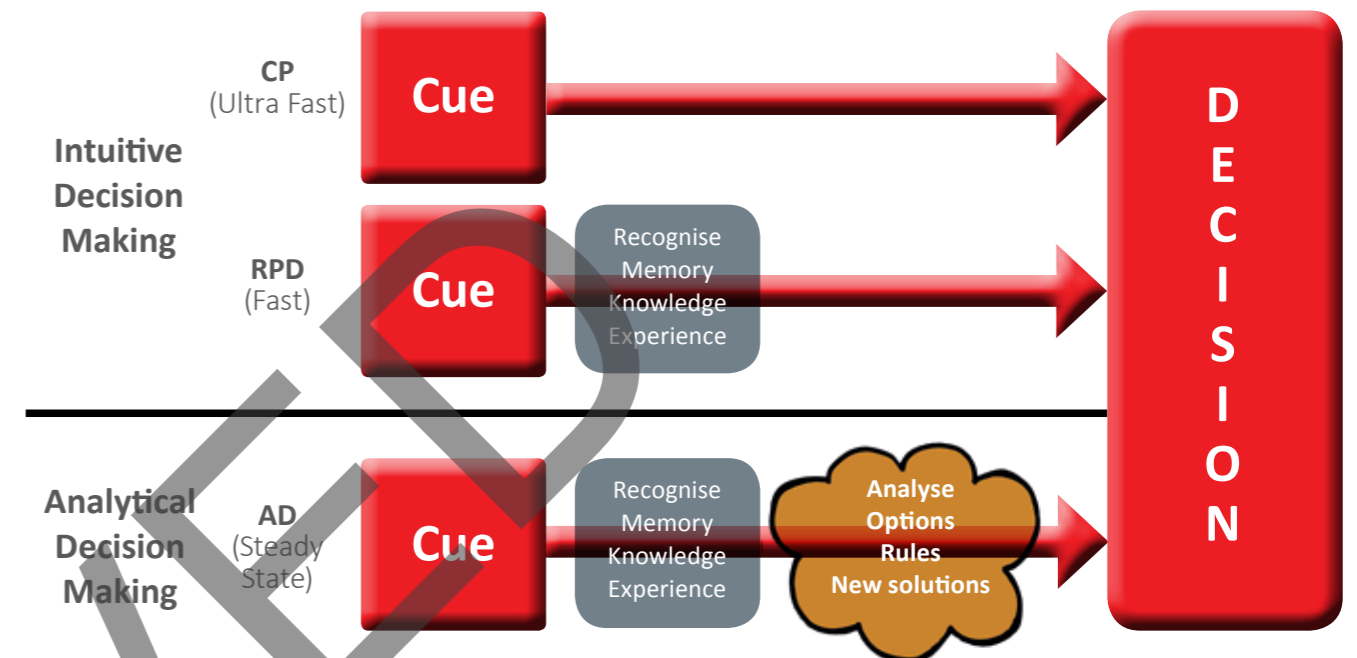 CP
(Ultra Fast)
Cue
Intuitive
Decision
Making
RPD
(Fast)
Cue
Recognise
Memory
Knowledge
Experience
Analytical
Decision
Making
AD
(Steady
State)
Cue
Recognise
Memory
Knowledge
Experience
Analyse
Options
Rules
New solutions
D
E
C
I
S
I
O
N